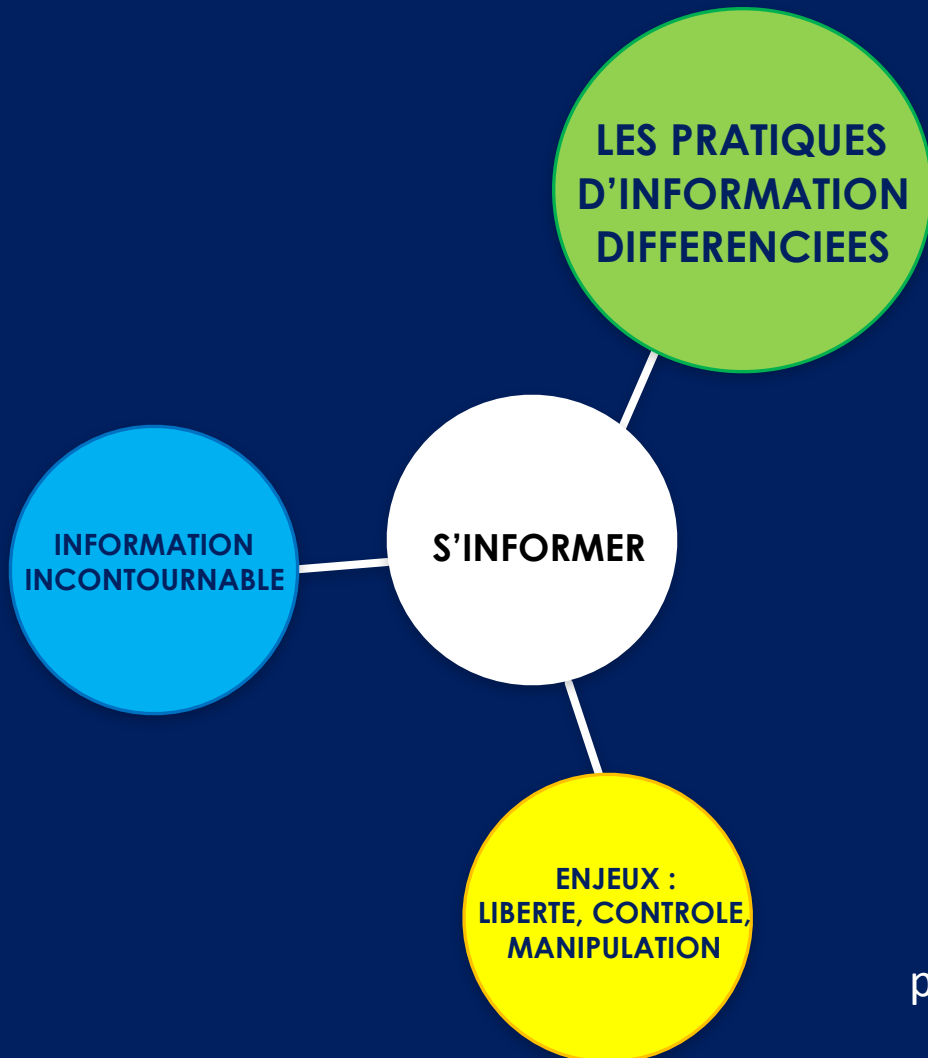 LES PRATIQUES
D’INFORMATION
DIFFERENCIEES
INFORMATION
INCONTOURNABLE
S’INFORMER
ENJEUX :
LIBERTE, CONTROLE,
MANIPULATION
p